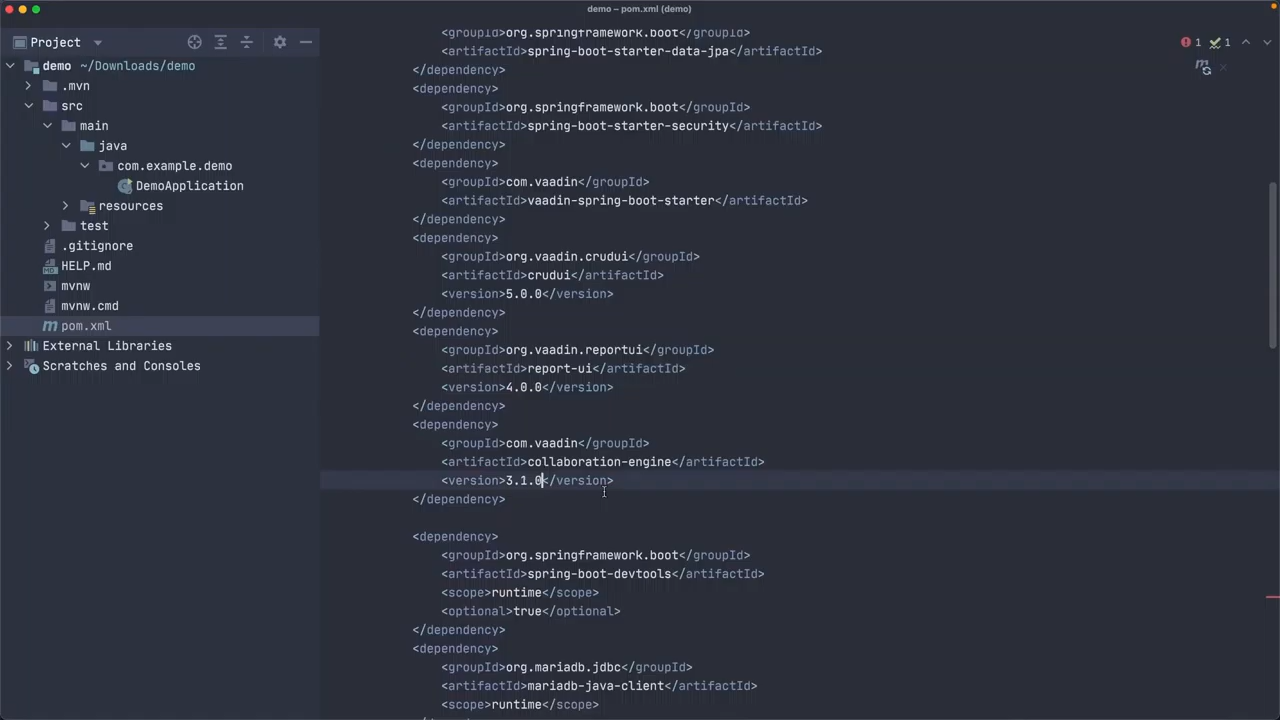 demo – pom.xml (demo)
Project
demo ~/Downloads/demo
.mvn
src
main
java
com.example.demo
DemoApplication
resources
test
.gitignore
HELP.md
mvnw
mvnw.cmd
pom.xml
External Libraries
Scratches and Consoles
<groupId>org.springframework.boot</groupId>
<artifactId>spring-boot-starter-data-jpa</artifactId>
</dependency>
<dependency>
<groupId>org.springframework.boot</groupId>
<artifactId>spring-boot-starter-security</artifactId>
</dependency>
<dependency>
<groupId>com.vaadin</groupId>
<artifactId>vaadin-spring-boot-starter</artifactId>
</dependency>
<dependency>
<groupId>org.vaadin.crudui</groupId>
<artifactId>crudui</artifactId>
<version>5.0.0</version>
</dependency>
<dependency>
<groupId>org.vaadin.reportui</groupId>
<artifactId>report-ui</artifactId>
<version>4.0.0</version>
</dependency>
<dependency>
<groupId>com.vaadin</groupId>
<artifactId>collaboration-engine</artifactId>
<version>3.1.0</version>
</dependency>
<dependency>
<groupId>org.springframework.boot</groupId>
<artifactId>spring-boot-devtools</artifactId>
<scope>runtime</scope>
<optional>true</optional>
</dependency>
<dependency>
<groupId>org.mariadb.jdbc</groupId>
<artifactId>mariadb-java-client</artifactId>
<scope>runtime</scope>
1 1